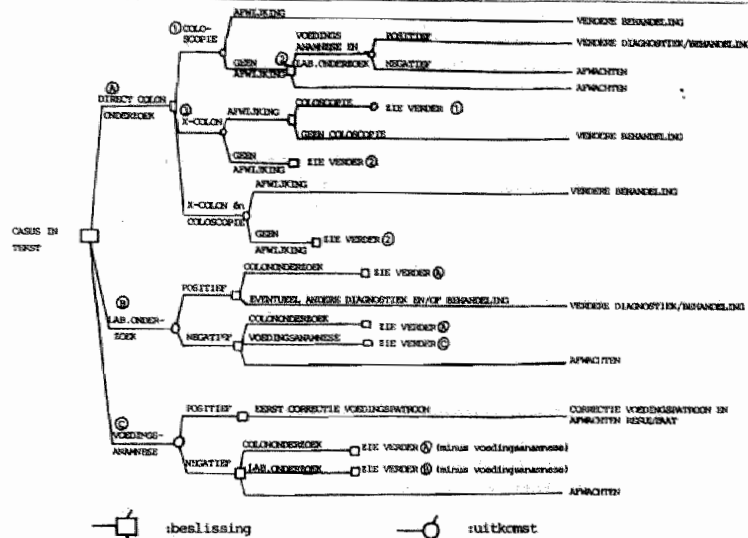 ① COLO-
SCOPIE
AFWIJKING
VERDERE BEHANDELING
GEEN
AFWIJKING
②
VOEDINGS
ANAMNESE EN
LAB.ONDERZOEK
POSITIEF
VERDERE DIAGNOSTIEK/BEHANDELING
NEGATIEF
AFWACHTEN
AFWACHTEN
Ⓐ
DIRECT COLON
ONDERZOEK
③
X-COLON
AFWIJKING
COLOSCOPIE
ZIE VERDER ①
GEEN COLOSCOPIE
VERDERE BEHANDELING
GEEN
AFWIJKING
ZIE VERDER ②
X-COLON én
COLOSCOPIE
AFWIJKING
VERDERE BEHANDELING
GEEN
AFWIJKING
ZIE VERDER ②
CASUS IN
TEKST
Ⓑ
LAB.ONDER-
ZOEK
POSITIEF
COLONONDERZOEK
ZIE VERDER Ⓐ
EVENTUEEL ANDERE DIAGNOSTIEK EN/OF BEHANDELING
VERDERE DIAGNOSTIEK/BEHANDELING
NEGATIEF
COLONONDERZOEK
ZIE VERDER Ⓐ
VOEDINGSANAMNESE
ZIE VERDER Ⓒ
AFWACHTEN
Ⓒ
VOEDINGS-
ANAMNESE
POSITIEF
EERST CORRECTIE VOEDINGSPATROON
CORRECTIE VOEDINGSPATROON EN
AFWACHTEN RESULTAAT
NEGATIEF
COLONONDERZOEK
ZIE VERDER Ⓐ (minus voedingsanamnese)
LAB.ONDERZOEK
ZIE VERDER Ⓑ (minus voedingsanamnese)
AFWACHTEN
:beslissing
:uitkomst